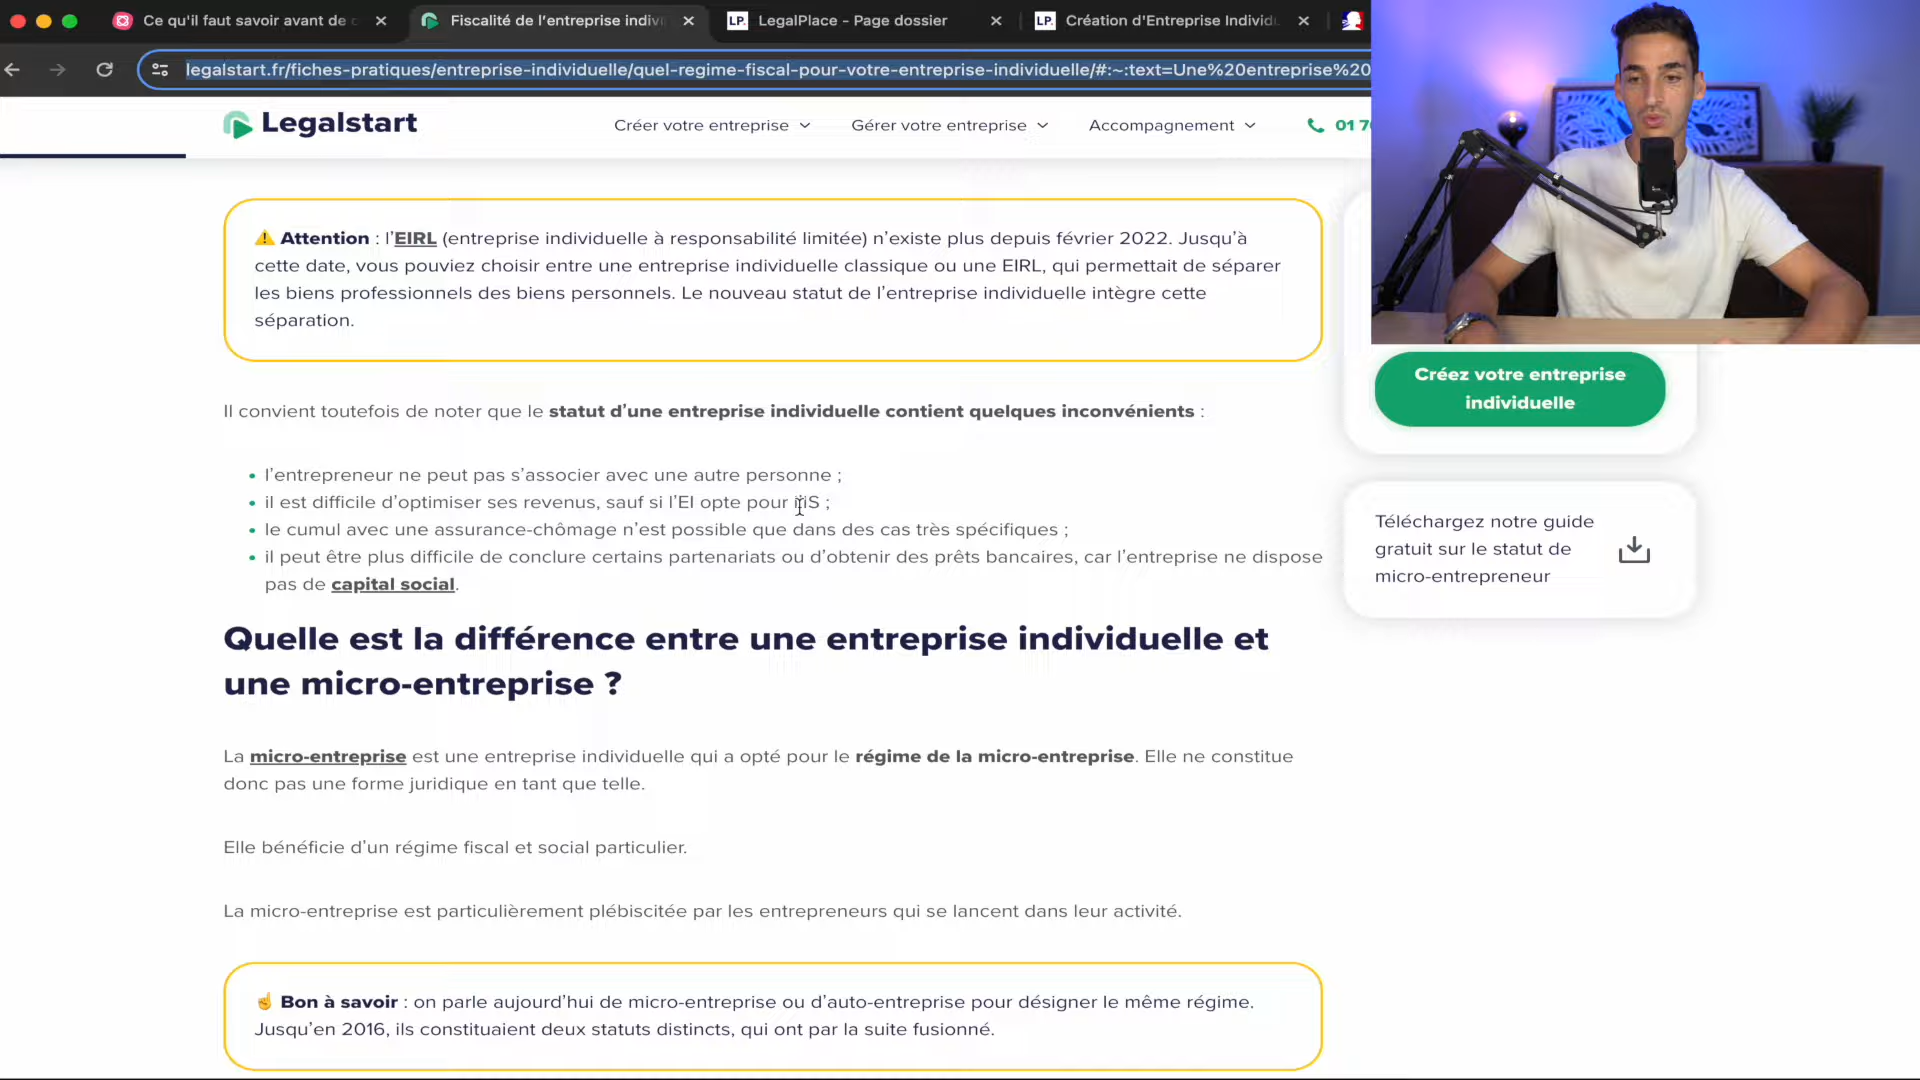 Ce qu'il faut savoir avant de
Fiscalité de l'entreprise indivi
LP. LegalPlace - Page dossier
LP. Création d'Entreprise Individu
legalstart.fr/fiches-pratiques/entreprise-individuelle/quel-regime-fiscal-pour-votre-entreprise-individuelle/#:~:text=Une%20entreprise%20
Legalstart
Créer votre entreprise
Gérer votre entreprise
Accompagnement
01 7
⚠️ Attention : l'EIRL (entreprise individuelle à responsabilité limitée) n'existe plus depuis février 2022. Jusqu'à
cette date, vous pouviez choisir entre une entreprise individuelle classique ou une EIRL, qui permettait de séparer
les biens professionnels des biens personnels. Le nouveau statut de l'entreprise individuelle intègre cette
séparation.
Il convient toutefois de noter que le statut d'une entreprise individuelle contient quelques inconvénients :
• l'entrepreneur ne peut pas s'associer avec une autre personne ;
• il est difficile d'optimiser ses revenus, sauf si l'EI opte pour l'IS ;
• le cumul avec une assurance-chômage n'est possible que dans des cas très spécifiques ;
• il peut être plus difficile de conclure certains partenariats ou d'obtenir des prêts bancaires, car l'entreprise ne dispose
pas de capital social.
Quelle est la différence entre une entreprise individuelle et
une micro-entreprise ?
La micro-entreprise est une entreprise individuelle qui a opté pour le régime de la micro-entreprise. Elle ne constitue
donc pas une forme juridique en tant que telle.
Elle bénéficie d'un régime fiscal et social particulier.
La micro-entreprise est particulièrement plébiscitée par les entrepreneurs qui se lancent dans leur activité.
☝️ Bon à savoir : on parle aujourd'hui de micro-entreprise ou d'auto-entreprise pour désigner le même régime.
Jusqu'en 2016, ils constituaient deux statuts distincts, qui ont par la suite fusionné.
Créez votre entreprise
individuelle
Téléchargez notre guide
gratuit sur le statut de
micro-entrepreneur